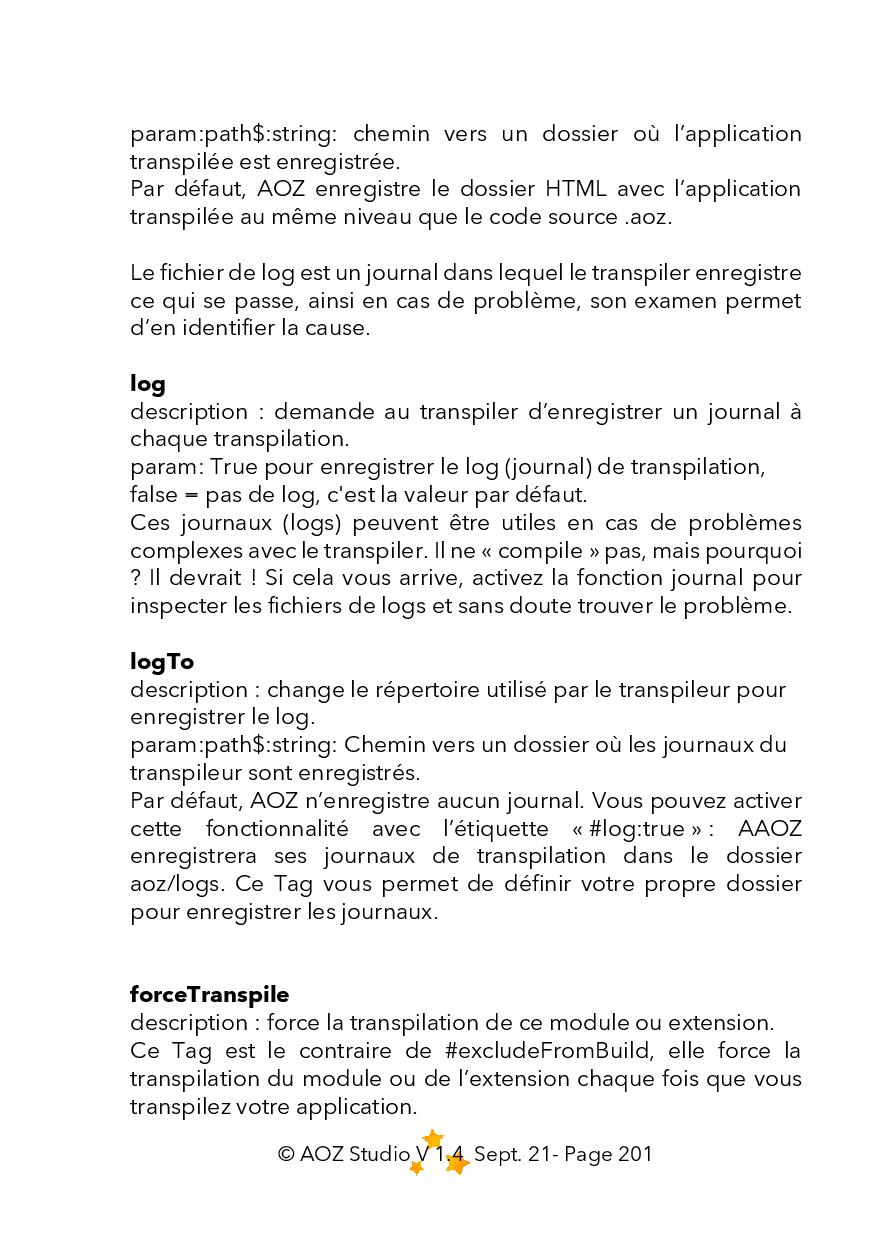 param:path$:string: chemin vers un dossier où l’application
transpilée est enregistrée.
Par défaut, AOZ enregistre le dossier HTML avec l’application
transpilée au même niveau que le code source .aoz.
Le fichier de log est un journal dans lequel le transpiler enregistre
ce qui se passe, ainsi en cas de problème, son examen permet
d’en identifier la cause.
log
description : demande au transpiler d’enregistrer un journal à
chaque transpilation.
param: True pour enregistrer le log (journal) de transpilation,
false = pas de log, c'est la valeur par défaut.
Ces journaux (logs) peuvent être utiles en cas de problèmes
complexes avec le transpiler. Il ne « compile » pas, mais pourquoi
? Il devrait ! Si cela vous arrive, activez la fonction journal pour
inspecter les fichiers de logs et sans doute trouver le problème.
logTo
description : change le répertoire utilisé par le transpileur pour
enregistrer le log.
param:path$:string: Chemin vers un dossier où les journaux du
transpileur sont enregistrés.
Par défaut, AOZ n’enregistre aucun journal. Vous pouvez activer
cette fonctionnalité avec l’étiquette « #log:true » : AAOZ
enregistrera ses journaux de transpilation dans le dossier
aoz/logs. Ce Tag vous permet de définir votre propre dossier
pour enregistrer les journaux.
forceTranspile
description : force la transpilation de ce module ou extension.
Ce Tag est le contraire de #excludeFromBuild, elle force la
transpilation du module ou de l’extension chaque fois que vous
transpilez votre application.
© AOZ Studio V 1.4 Sept. 21- Page 201